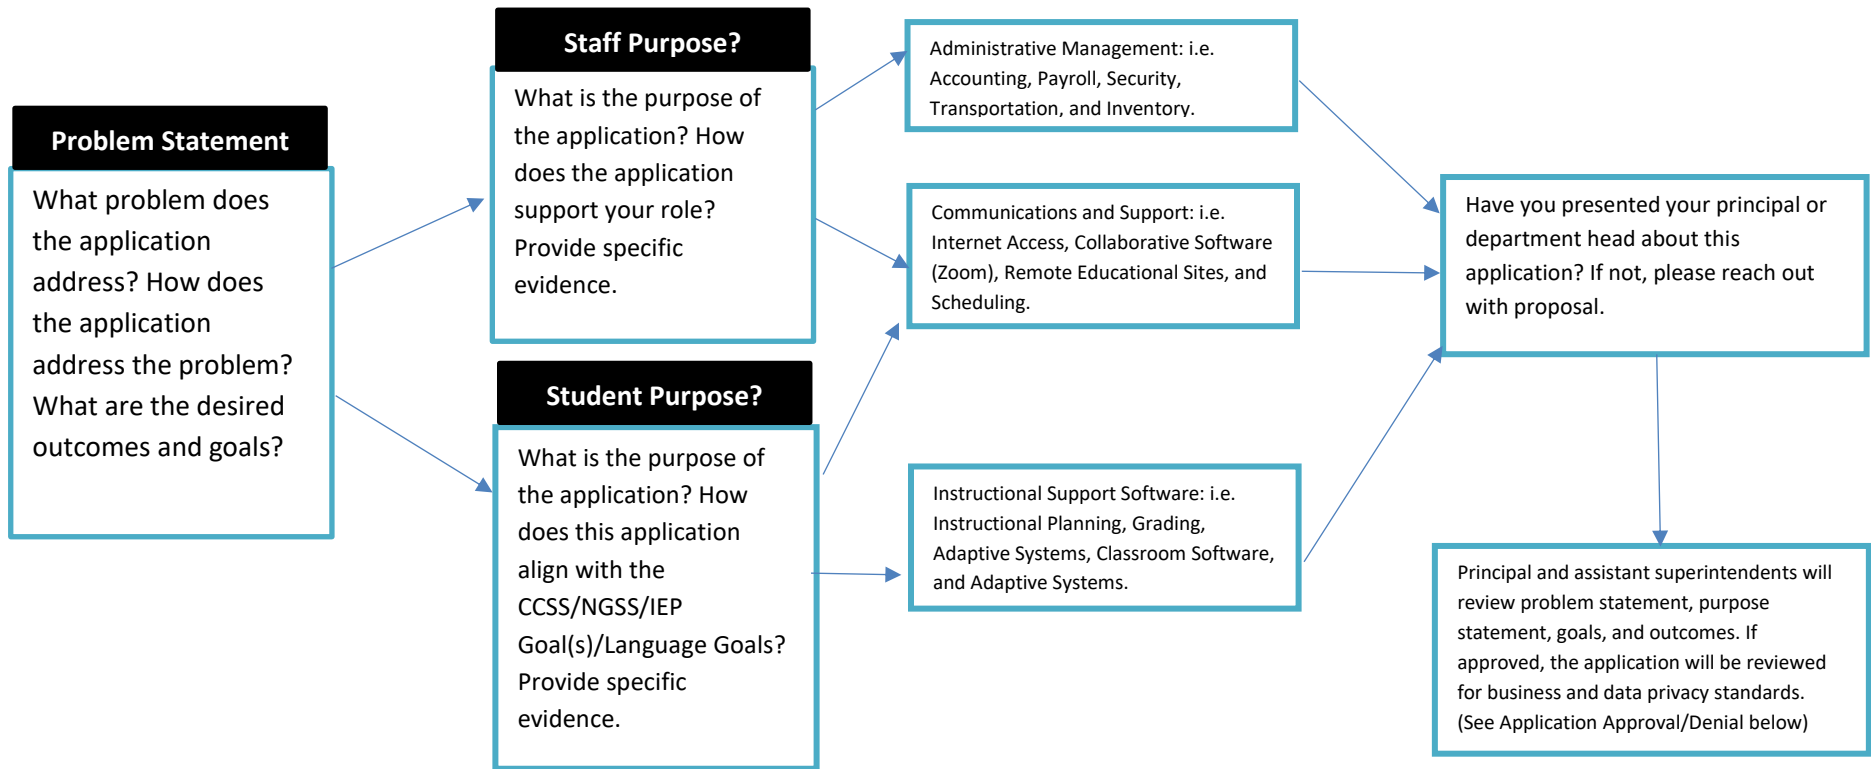 Problem Statement
What problem does
the application
address? How does
the application
address the problem?
What are the desired
outcomes and goals?
Staff Purpose?
What is the purpose of
the application? How
does the application
support your role?
Provide specific
evidence.
Student Purpose?
What is the purpose of
the application? How
does this application
align with the
CCSS/NGSS/IEP
Goal(s)/Language Goals?
Provide specific
evidence.
Administrative Management: i.e.
Accounting, Payroll, Security,
Transportation, and Inventory.
Communications and Support: i.e.
Internet Access, Collaborative Software
(Zoom), Remote Educational Sites, and
Scheduling.
Instructional Support Software: i.e.
Instructional Planning, Grading,
Adaptive Systems, Classroom Software,
and Adaptive Systems.
Have you presented your principal or
department head about this
application? If not, please reach out
with proposal.
Principal and assistant superintendents will
review problem statement, purpose
statement, goals, and outcomes. If
approved, the application will be reviewed
for business and data privacy standards.
(See Application Approval/Denial below)